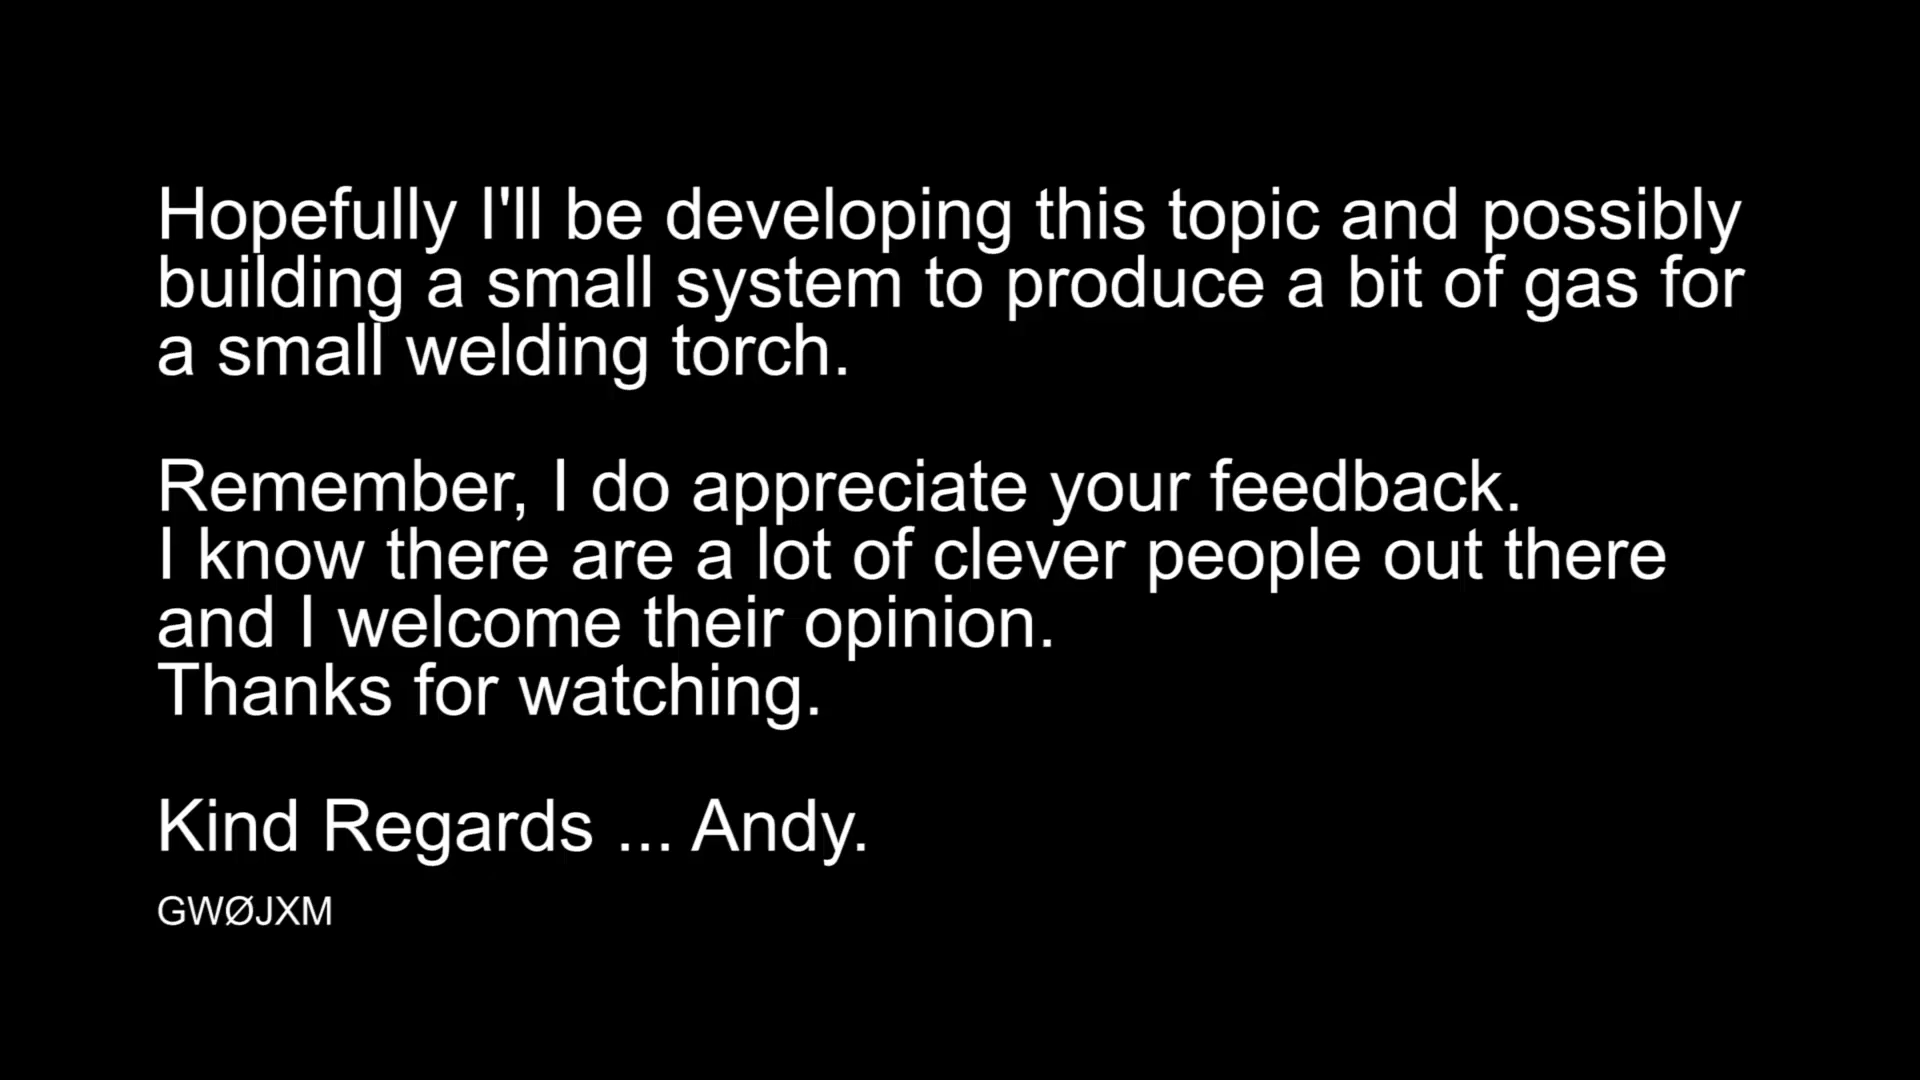 Hopefully I'll be developing this topic and possibly
building a small system to produce a bit of gas for
a small welding torch.
Remember, I do appreciate your feedback.
I know there are a lot of clever people out there
and I welcome their opinion.
Thanks for watching.
Kind Regards ... Andy.
GWØJXM